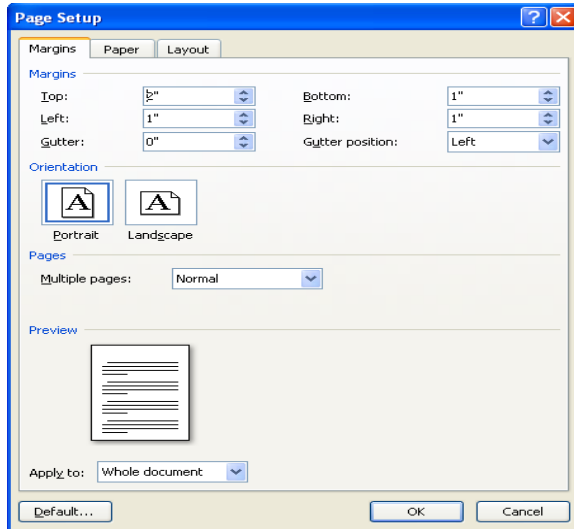 Page Setup
Margins Paper Layout
Margins
Top: 2" Bottom: 1"
Left: 1" Right: 1"
Gutter: 0" Gutter position: Left
Orientation
A A
Portrait Landscape
Pages
Multiple pages: Normal
Preview
Apply to: Whole document
Default... OK Cancel